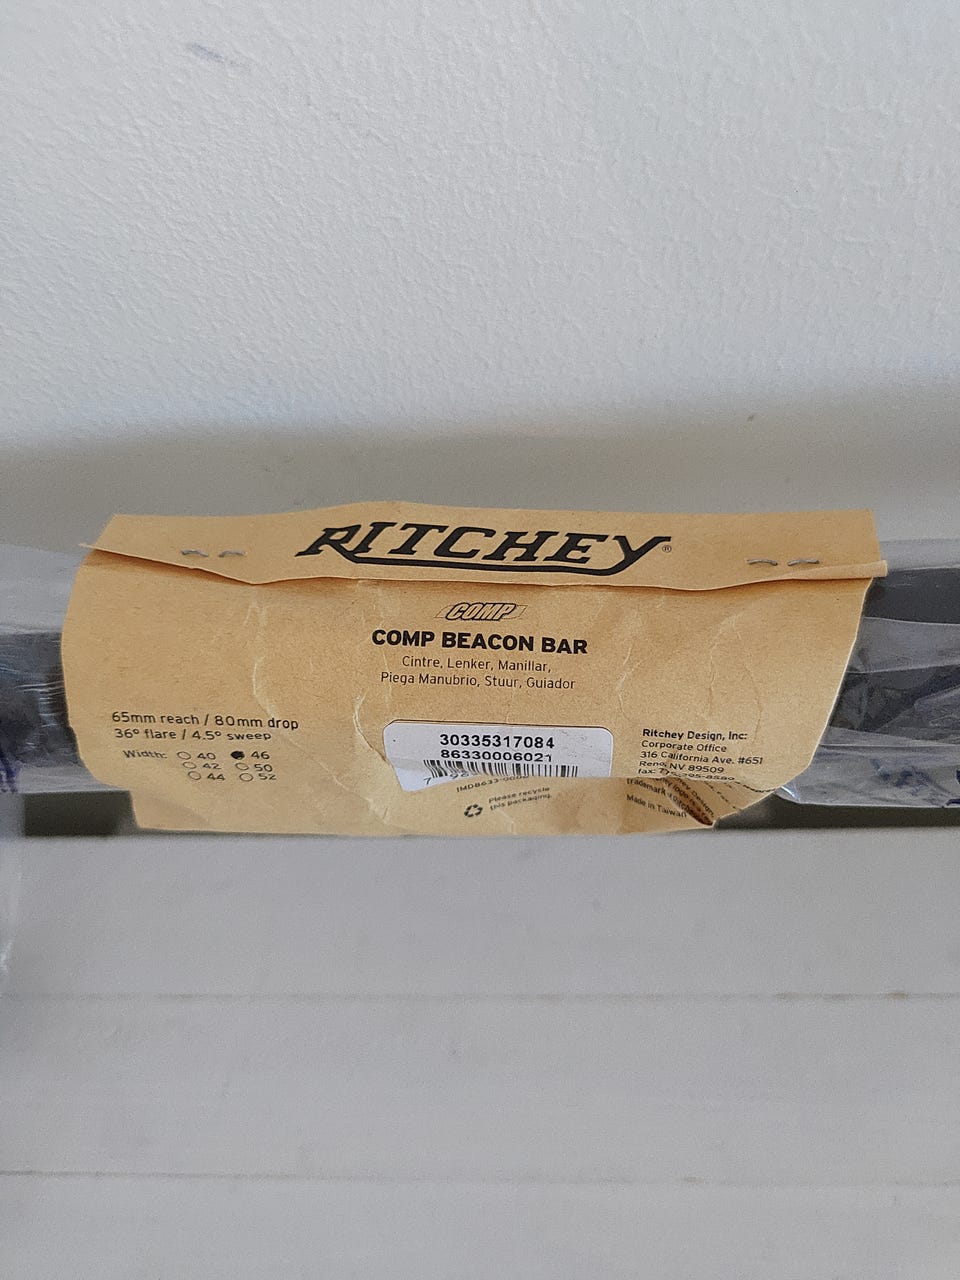 RITCHEY®
COMP
COMP BEACON BAR
Cintre, Lenker, Manillar,
Piega Manubrio, Stuur, Guiador
65mm reach / 80mm drop
36° flare / 4.5° sweep
Width: ○ 40 ● 46
○ 42 ○ 50
○ 44 ○ 52
30335317084
86330006021
Please recycle
this packaging.
Ritchey Design, Inc:
Corporate Office
316 California Ave. #651
Reno, NV 89509
fax:
Made in Taiwan